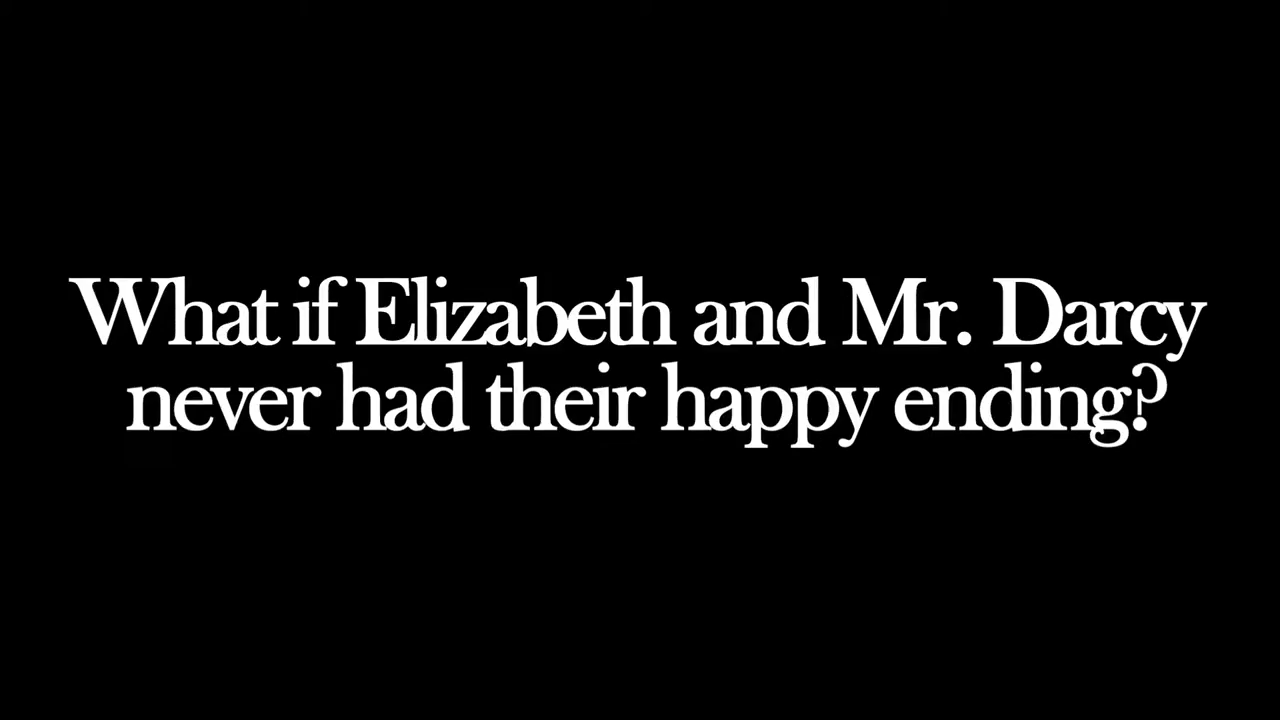 What if Elizabeth and Mr. Darcy
never had their happy ending?